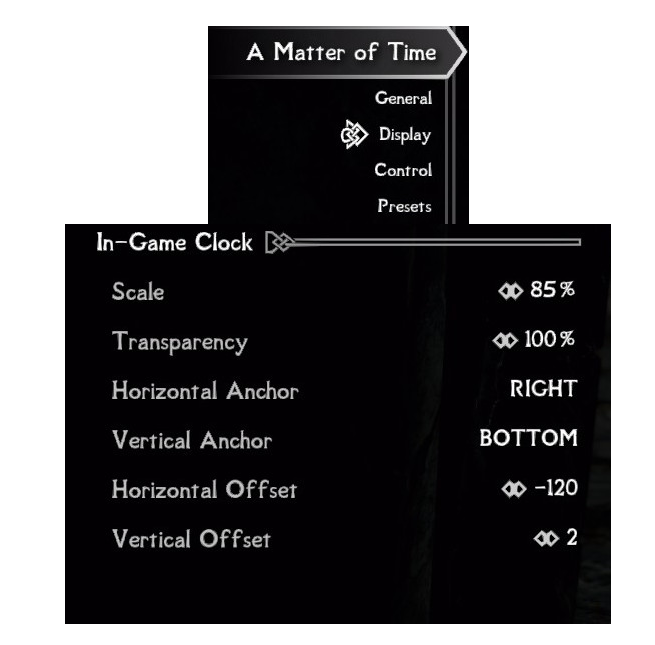 A Matter of Time
General
Display
Control
Presets
In-Game Clock
Scale 85%
Transparency 100%
Horizontal Anchor RIGHT
Vertical Anchor BOTTOM
Horizontal Offset -120
Vertical Offset 2